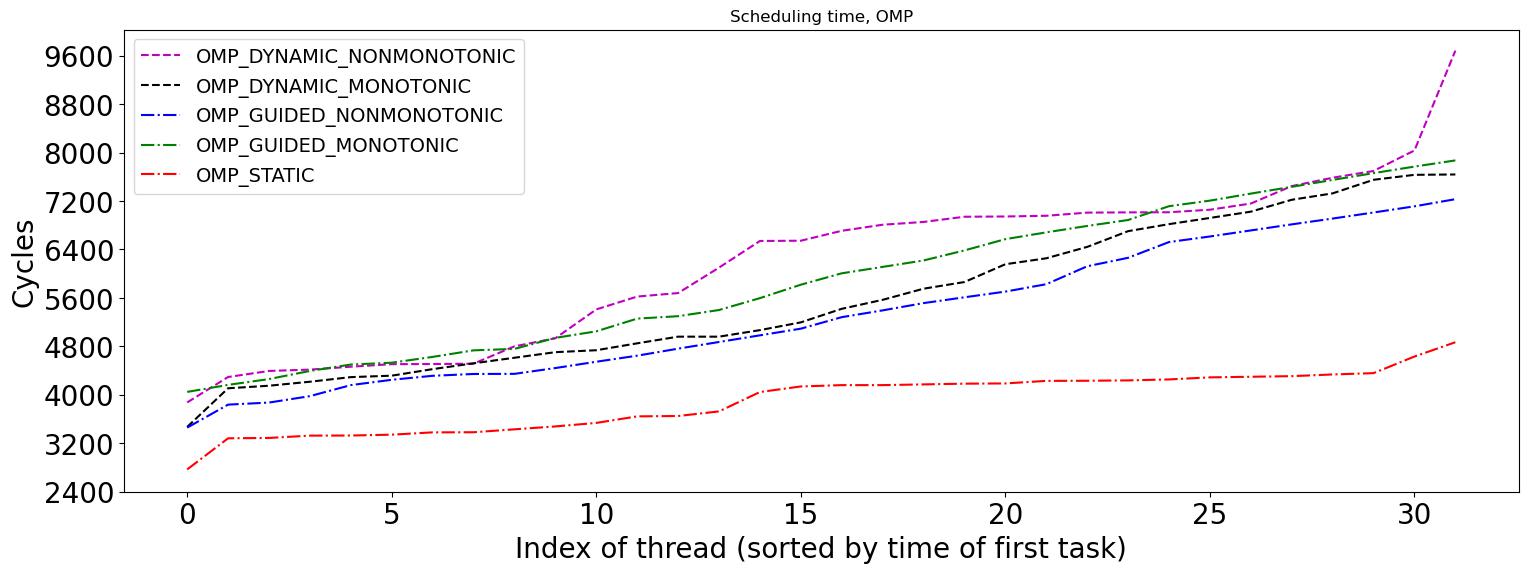 Scheduling time, OMP
OMP_DYNAMIC_NONMONOTONIC
OMP_DYNAMIC_MONOTONIC
OMP_GUIDED_NONMONOTONIC
OMP_GUIDED_MONOTONIC
OMP_STATIC
Cycles
9600
8800
8000
7200
6400
5600
4800
4000
3200
2400
0 5 10 15 20 25 30
Index of thread (sorted by time of first task)